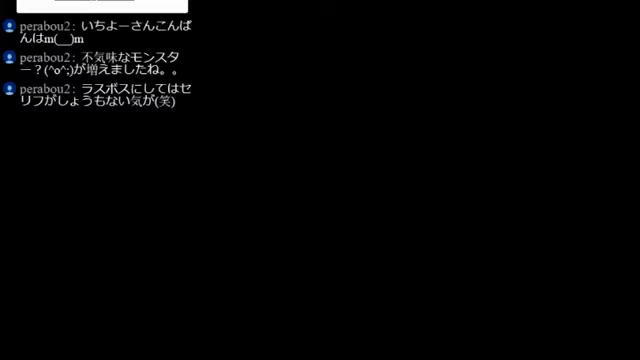 perabou2: いちよーさんこんば
んはm(__)m
perabou2: 不気味なモンスタ
ー？(^o^;)が増えましたね。。
perabou2: ラスボスにしてはセ
リフがしょうもない気が(笑)